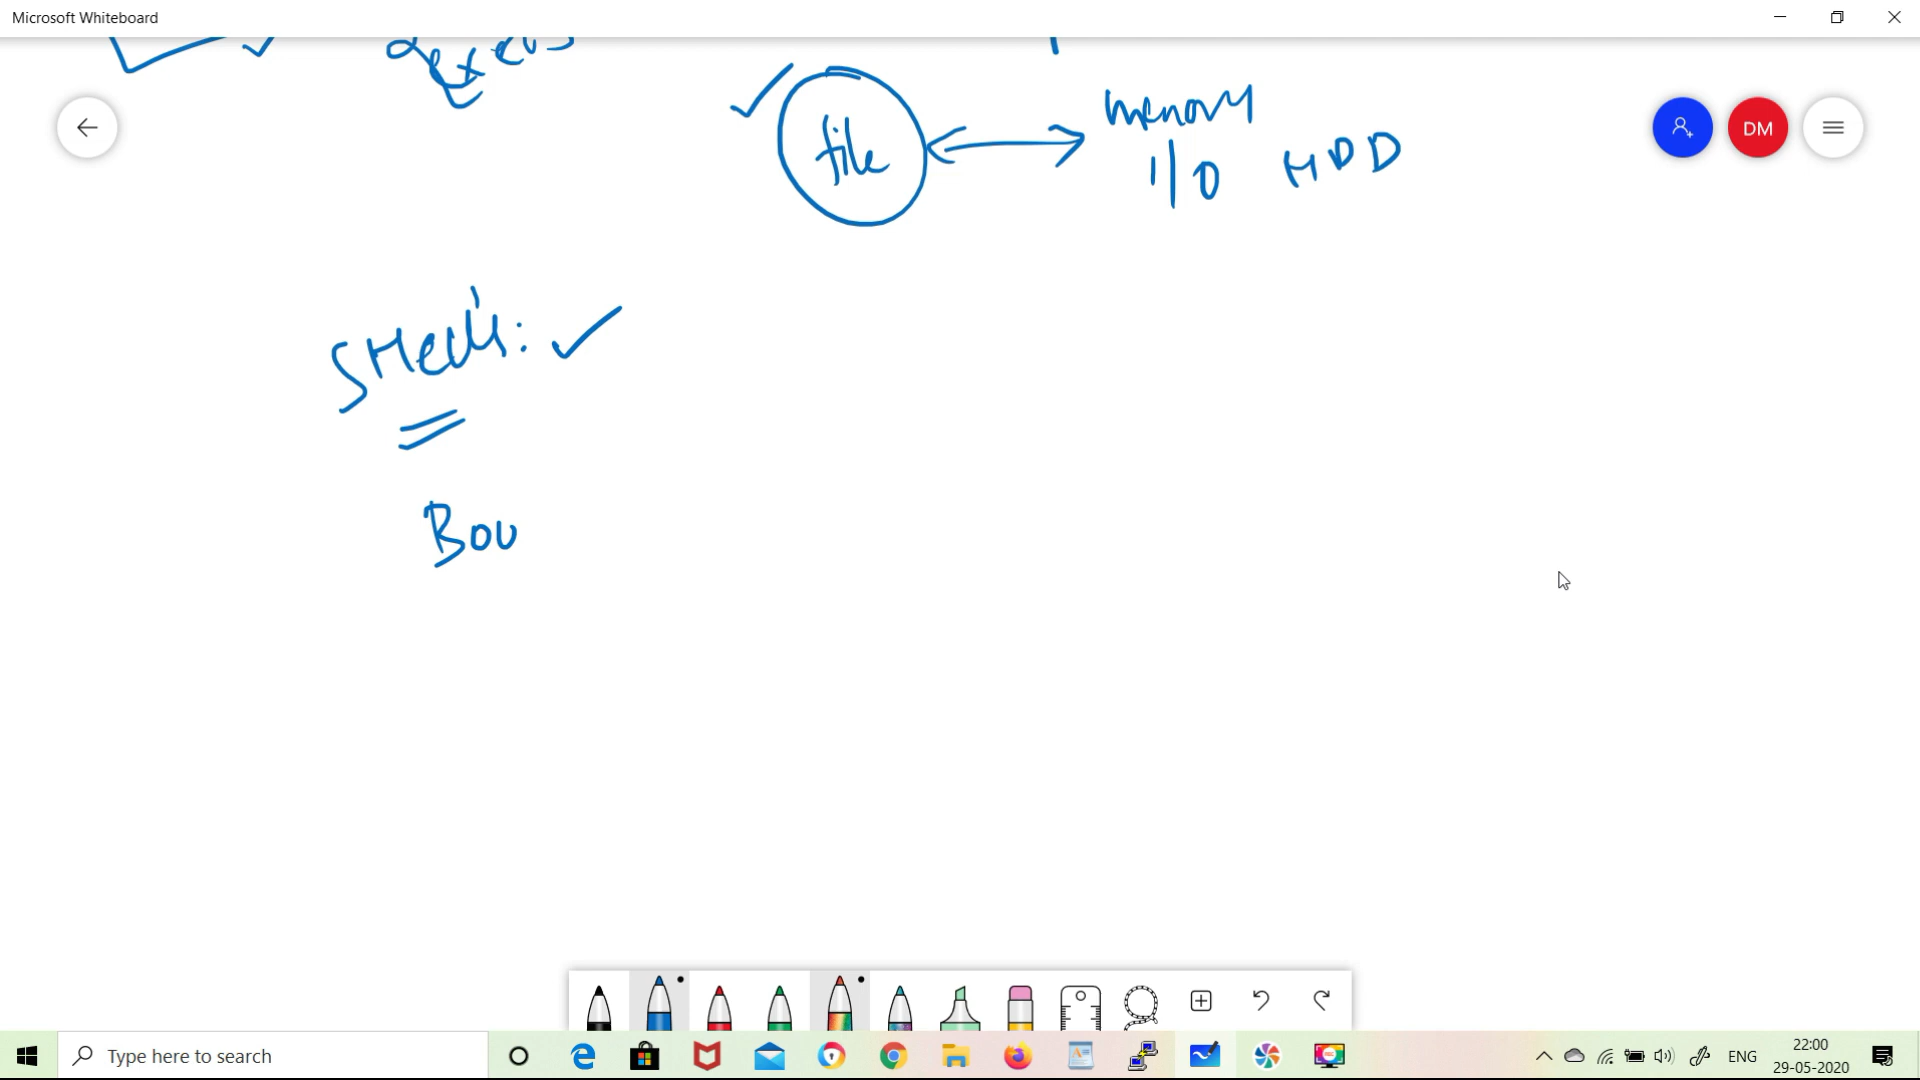 Microsoft Whiteboard
file
memory
I/O HDD
DM
SHell's:
Bou
Type here to search
ENG
22:00
29-05-2020